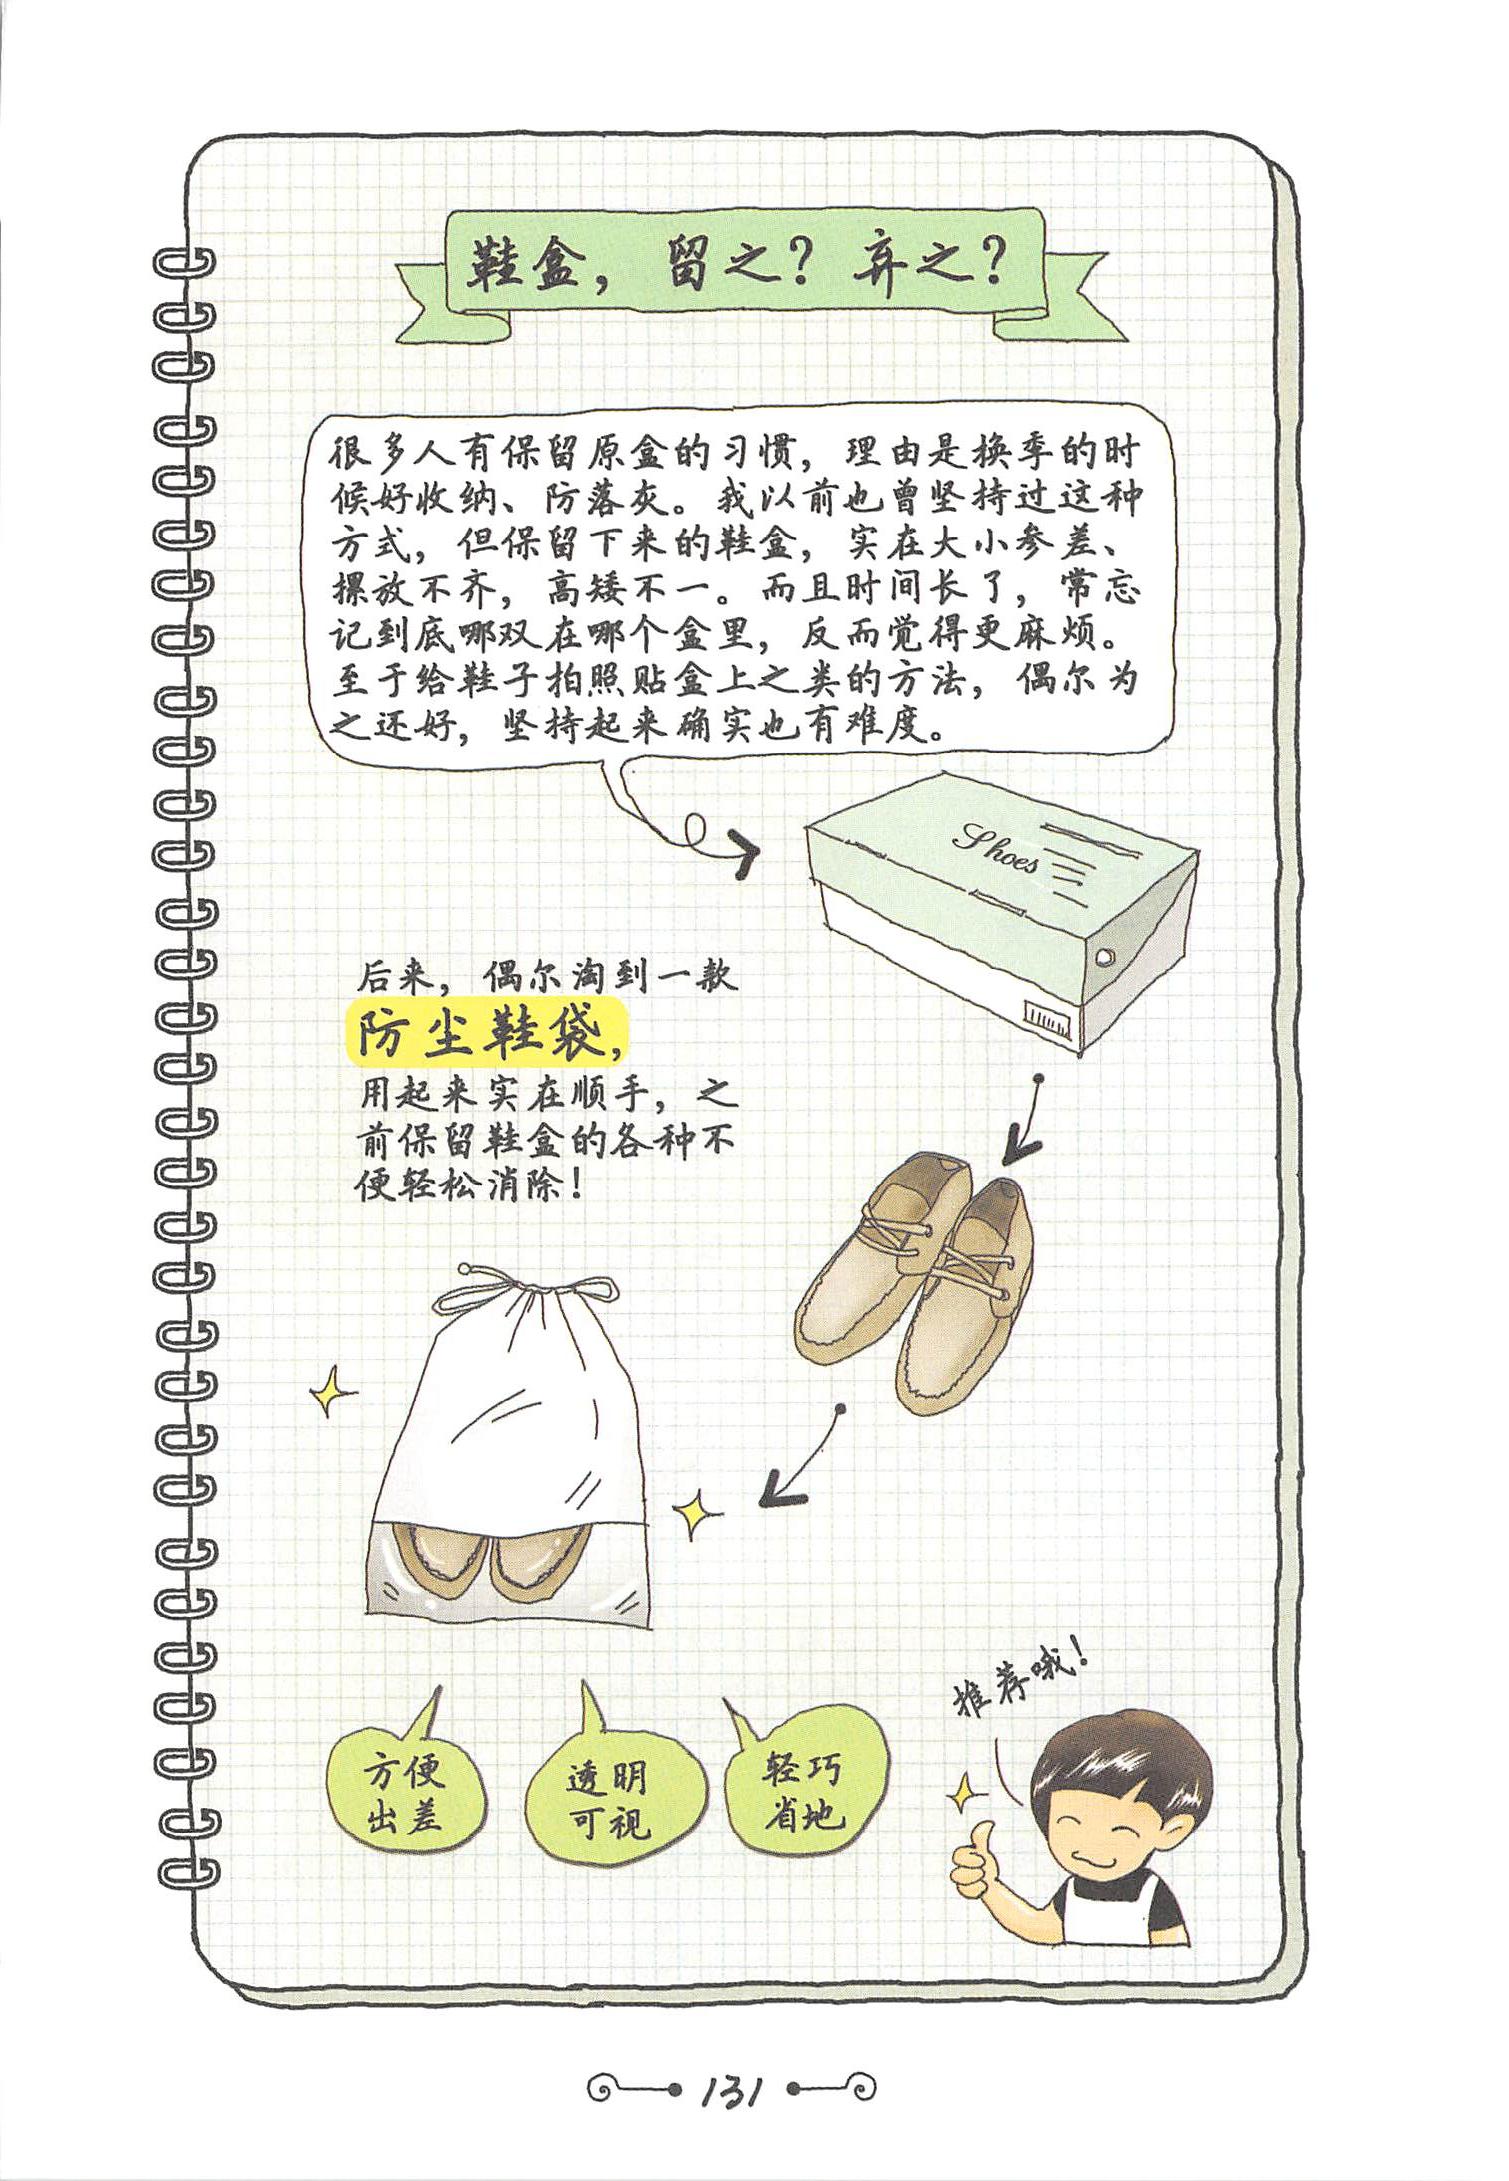 鞋盒，留之？弃之？
很多人有保留原盒的习惯，理由是换季的时
候好收纳、防落灰。我以前也曾坚持过这种
方式，但保留下来的鞋盒，实在大小参差、
摞放不齐，高矮不一。而且时间长了，常忘
记到底哪双在哪个盒里，反而觉得更麻烦。
至于给鞋子拍照贴盒上之类的方法，偶尔为
之还好，坚持起来确实也有难度。
Shoes
后来，偶尔淘到一款
防尘鞋袋，
用起来实在顺手，之
前保留鞋盒的各种不
便轻松消除！
推荐哦！
方便
出差
透明
可视
轻巧
省地
131